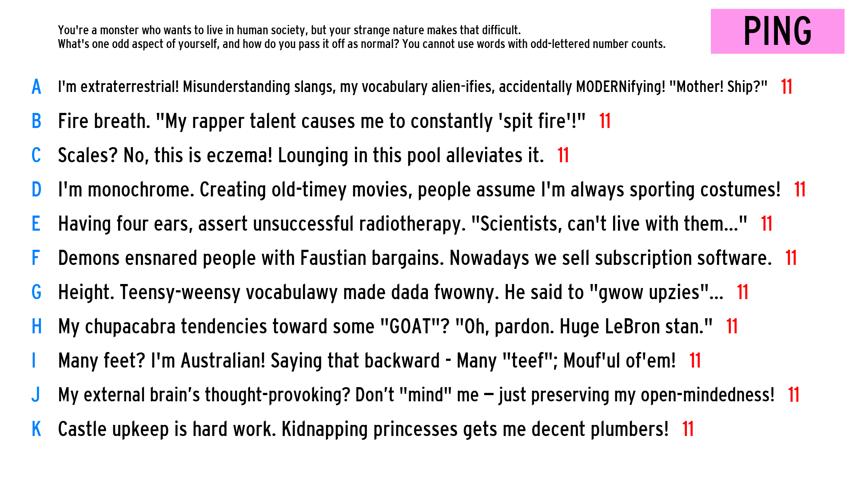 You're a monster who wants to live in human society, but your strange nature makes that difficult.
What's one odd aspect of yourself, and how do you pass it off as normal? You cannot use words with odd-lettered number counts.
PING
A I'm extraterrestrial! Misunderstanding slangs, my vocabulary alien-ifies, accidentally MODERNifying! "Mother! Ship?" 11
B Fire breath. "My rapper talent causes me to constantly 'spit fire'!" 11
C Scales? No, this is eczema! Lounging in this pool alleviates it. 11
D I'm monochrome. Creating old-timey movies, people assume I'm always sporting costumes! 11
E Having four ears, assert unsuccessful radiotherapy. "Scientists, can't live with them..." 11
F Demons ensnared people with Faustian bargains. Nowadays we sell subscription software. 11
G Height. Teensy-weensy vocabulawy made dada fwowny. He said to "gwow upzies"... 11
H My chupacabra tendencies toward some "GOAT"? "Oh, pardon. Huge LeBron stan." 11
I Many feet? I'm Australian! Saying that backward - Many "teef"; Mouf'ul of'em! 11
J My external brain’s thought-provoking? Don’t "mind" me – just preserving my open-mindedness! 11
K Castle upkeep is hard work. Kidnapping princesses gets me decent plumbers! 11